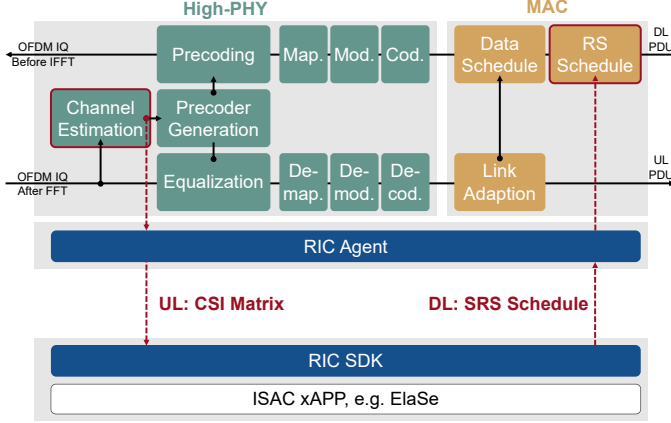 High-PHY
MAC
OFDM IQ
Before IFFT
Precoding
Map.
Mod.
Cod.
Data
Schedule
RS
Schedule
DL
PDU
Channel
Estimation
Precoder
Generation
OFDM IQ
After FFT
Equalization
De-
map.
De-
mod.
De-
cod.
Link
Adaption
UL
PDU
RIC Agent
UL: CSI Matrix
DL: SRS Schedule
RIC SDK
ISAC xAPP, e.g. ElaSe